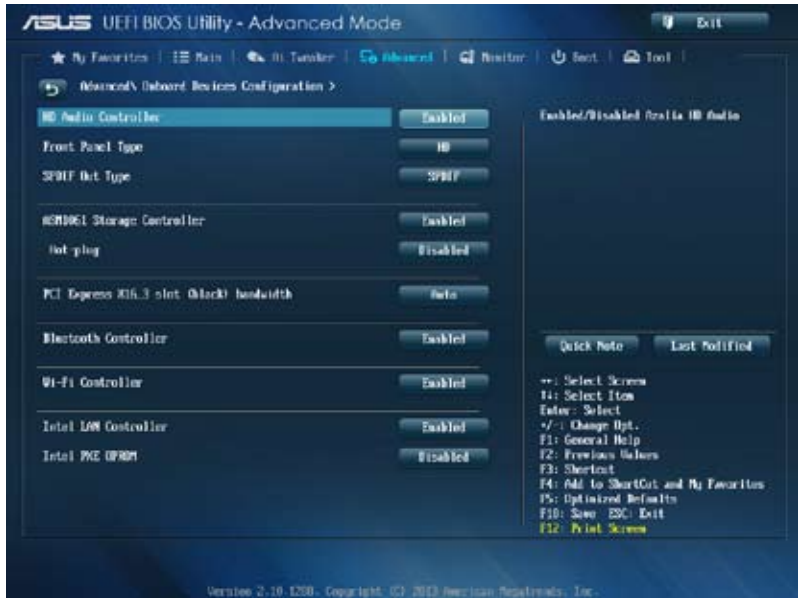 ASUS UEFI BIOS Utility - Advanced Mode
Exit
My Favorites
Main
Ai Tweaker
Advanced
Monitor
Boot
Tool
Advanced\ Onboard Devices Configuration >
HD Audio Controller
Enabled
Front Panel Type
HD
SPDIF Out Type
SPDIF
ASM1061 Storage Controller
Enabled
Hot-plug
Disabled
PCI Express X16_3 slot (black) bandwidth
Auto
Bluetooth Controller
Enabled
Wi-Fi Controller
Enabled
Intel LAN Controller
Enabled
Intel PXE OPROM
Disabled
Enabled/Disabled Azalia HD Audio
Quick Note
Last Modified
→←: Select Screen
↑↓: Select Item
Enter: Select
+/-: Change Opt.
F1: General Help
F2: Previous Values
F3: Shortcut
F4: Add to ShortCut and My Favorites
F5: Optimized Defaults
F10: Save ESC: Exit
F12: Print Screen
Version 2.10.1208. Copyright (C) 2013 American Megatrends, Inc.